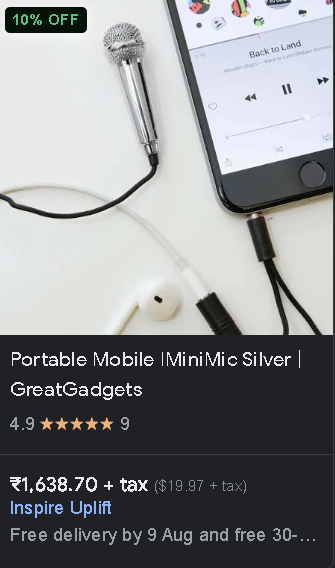 10% OFF
Back to Land
Portable Mobile |MiniMic Silver |
GreatGadgets
4.9 ★★★★★ 9
₹1,638.70 + tax ($19.97 + tax)
Inspire Uplift
Free delivery by 9 Aug and free 30-...